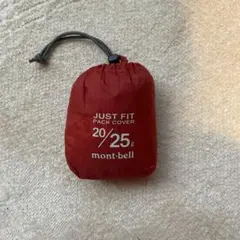 JUST FIT
PACK COVER
20/25ℓ
mont·bell